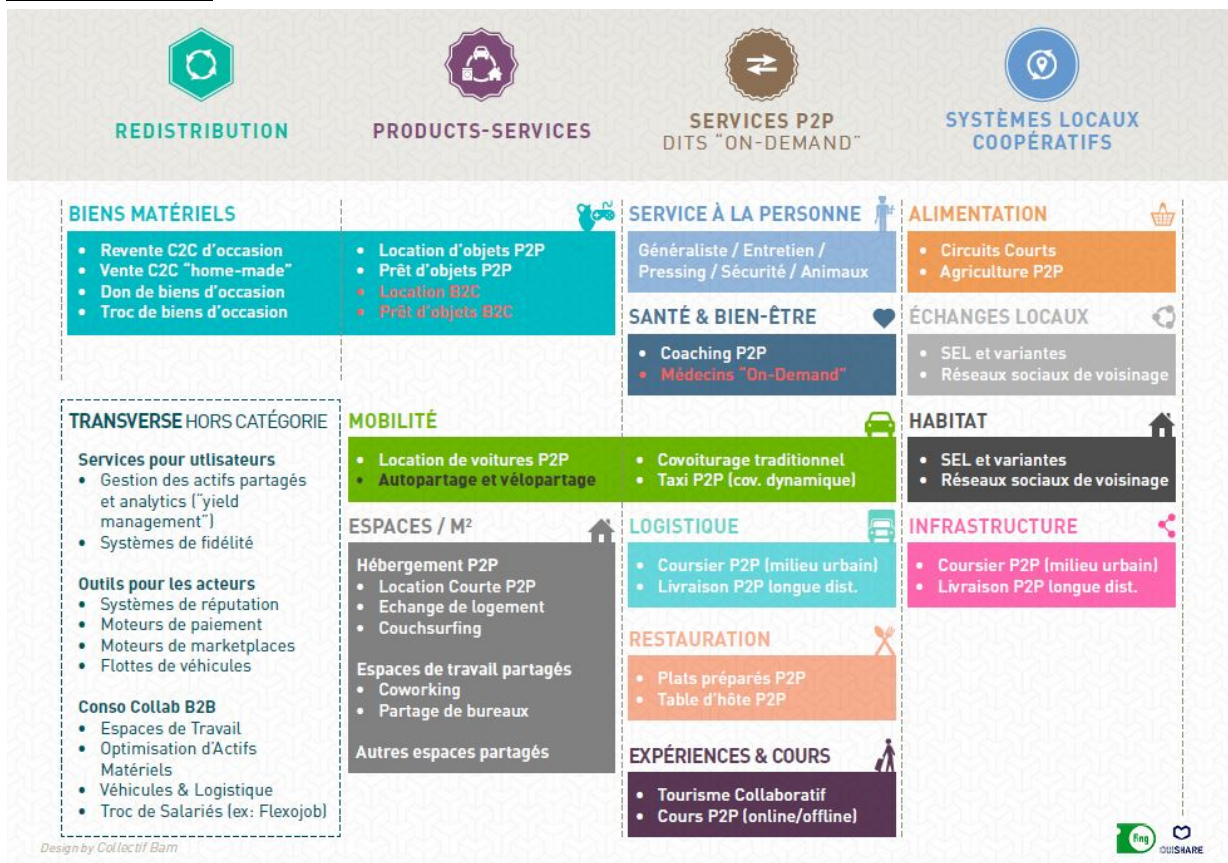 REDISTRIBUTION
PRODUCTS-SERVICES
SERVICES P2P
DITS "ON-DEMAND"
SYSTÈMES LOCAUX
COOPÉRATIFS
BIENS MATÉRIELS
• Revente C2C d'occasion
• Vente C2C "home-made"
• Don de biens d'occasion
• Troc de biens d'occasion
• Location d'objets P2P
• Prêt d'objets P2P
• Location B2C
• Prêt d'objets B2C
SERVICE À LA PERSONNE
Généraliste / Entretien /
Pressing / Sécurité / Animaux
SANTÉ & BIEN-ÊTRE
• Coaching P2P
• Médecins "On-Demand"
ALIMENTATION
• Circuits Courts
• Agriculture P2P
ÉCHANGES LOCAUX
• SEL et variantes
• Réseaux sociaux de voisinage
TRANSVERSE HORS CATÉGORIE
Services pour utlisateurs
• Gestion des actifs partagés
et analytics ("yield
management")
• Systèmes de fidélité
Outils pour les acteurs
• Systèmes de réputation
• Moteurs de paiement
• Moteurs de marketplaces
• Flottes de véhicules
Conso Collab B2B
• Espaces de Travail
• Optimisation d'Actifs
Matériels
• Véhicules & Logistique
• Troc de Salariés (ex: Flexojob)
MOBILITÉ
• Location de voitures P2P
• Autopartage et vélopartage
• Covoiturage traditionnel
• Taxi P2P (cov. dynamique)
ESPACES / M²
Hébergement P2P
• Location Courte P2P
• Echange de logement
• Couchsurfing
Espaces de travail partagés
• Coworking
• Partage de bureaux
Autres espaces partagés
LOGISTIQUE
• Coursier P2P (milieu urbain)
• Livraison P2P longue dist.
RESTAURATION
• Plats préparés P2P
• Table d'hôte P2P
EXPÉRIENCES & COURS
• Tourisme Collaboratif
• Cours P2P (online/offline)
HABITAT
• SEL et variantes
• Réseaux sociaux de voisinage
INFRASTRUCTURE
• Coursier P2P (milieu urbain)
• Livraison P2P longue dist.
Design by Collectif Bam
fing
OUISHARE